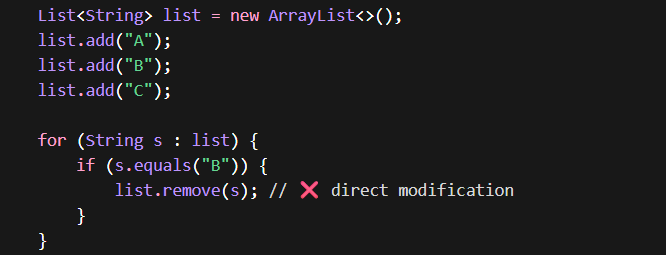 List<String> list = new ArrayList<>();
list.add("A");
list.add("B");
list.add("C");

for (String s : list) {
    if (s.equals("B")) {
        list.remove(s); // ❌ direct modification
    }
}